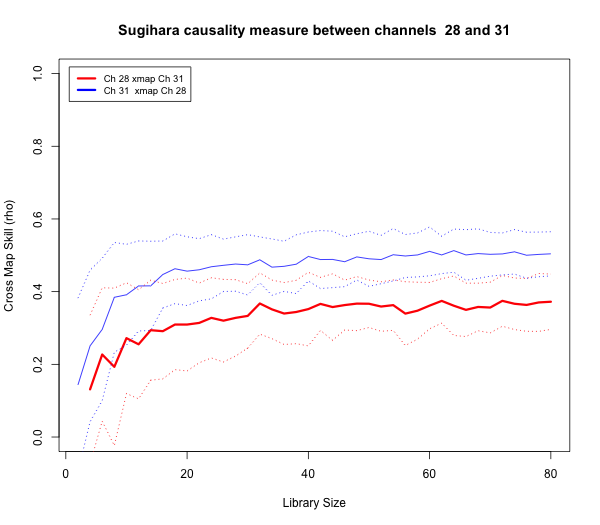 Sugihara causality measure between channels  28 and 31
Ch 28 xmap Ch 31
Ch 31  xmap Ch 28
Cross Map Skill (rho)
1.0
0.8
0.6
0.4
0.2
0.0
0 20 40 60 80
Library Size